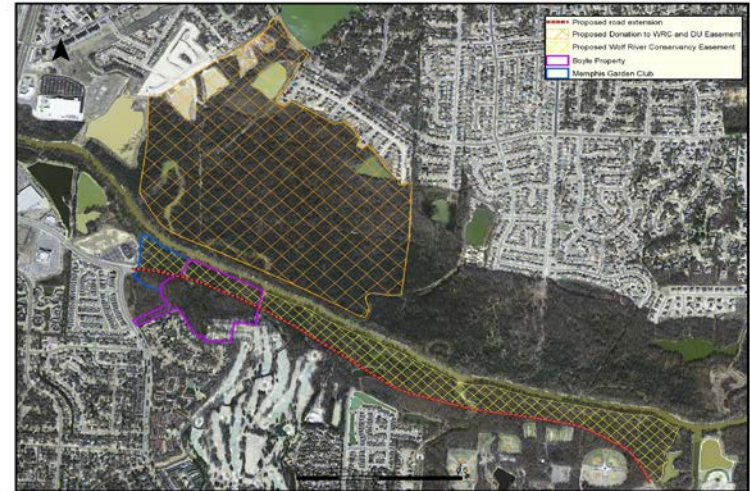 Proposed road extension
Proposed Donation to WRC and DU Easement
Proposed Wolf River Conservancy Easement
Boyle Property
Memphis Garden Club